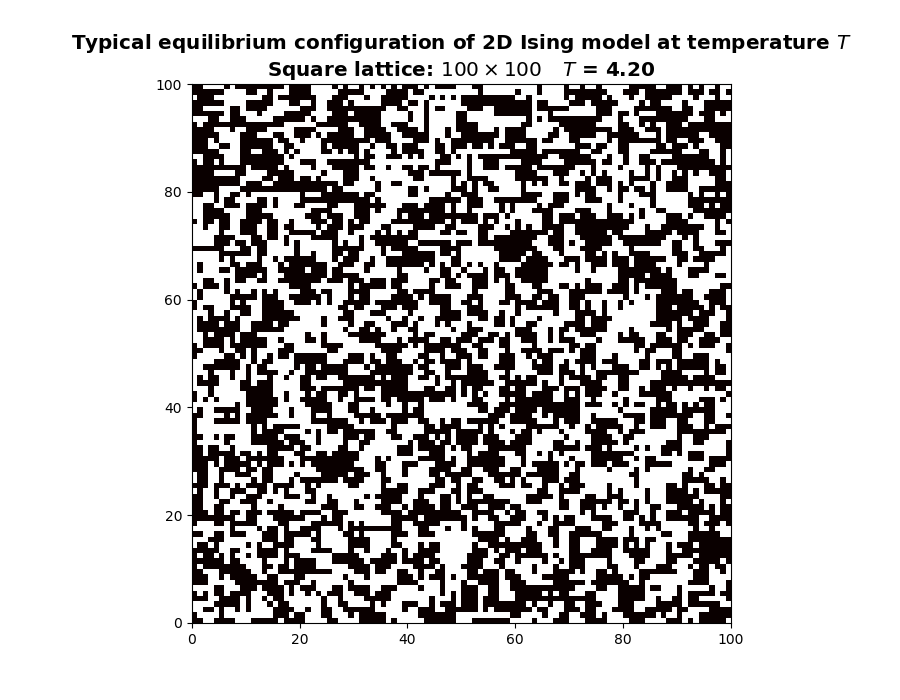 Typical equilibrium configuration of 2D Ising model at temperature T
Square lattice: 100 × 100 T = 4.20
100
80
60
40
20
0
0 20 40 60 80 100